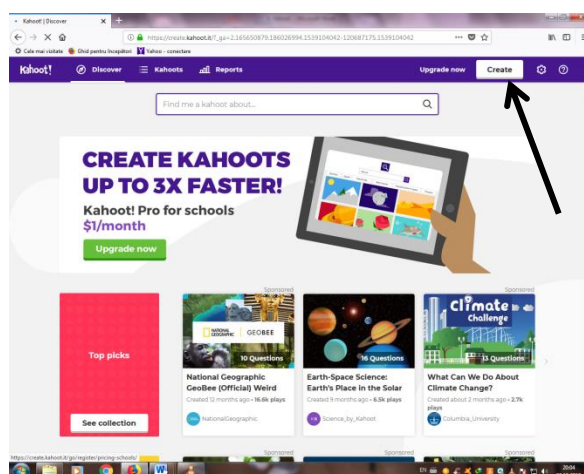 Kahoot! | Discover
https://create.kahoot.it/?_ga=2.165650879.186026994.1539104042-120687175.1539104042
Cele mai vizitate Ghid pentru începători Yahoo - conectare
Kahoot! Discover Kahoots Reports Upgrade now Create
Find me a kahoot about...
CREATE KAHOOTS
UP TO 3X FASTER!
Kahoot! Pro for schools
$1/month
Upgrade now
Sponsored Sponsored Sponsored
Top picks
See collection
NATIONAL GEOGRAPHIC GEOBEE
10 Questions
National Geographic
GeoBee (Official) Weird
Created 12 months ago • 16.6k plays
NationalGeographic
16 Questions
Earth-Space Science:
Earth's Place in the Solar
Created 9 months ago • 6.5k plays
Science_by_Kahoot
Climate
Challenge
13 Questions
What Can We Do About
Climate Change?
Created about 2 months ago • 2.7k
plays
Columbia_University
https://create.kahoot.it/go/register/pricing-schools/
EN
20:04